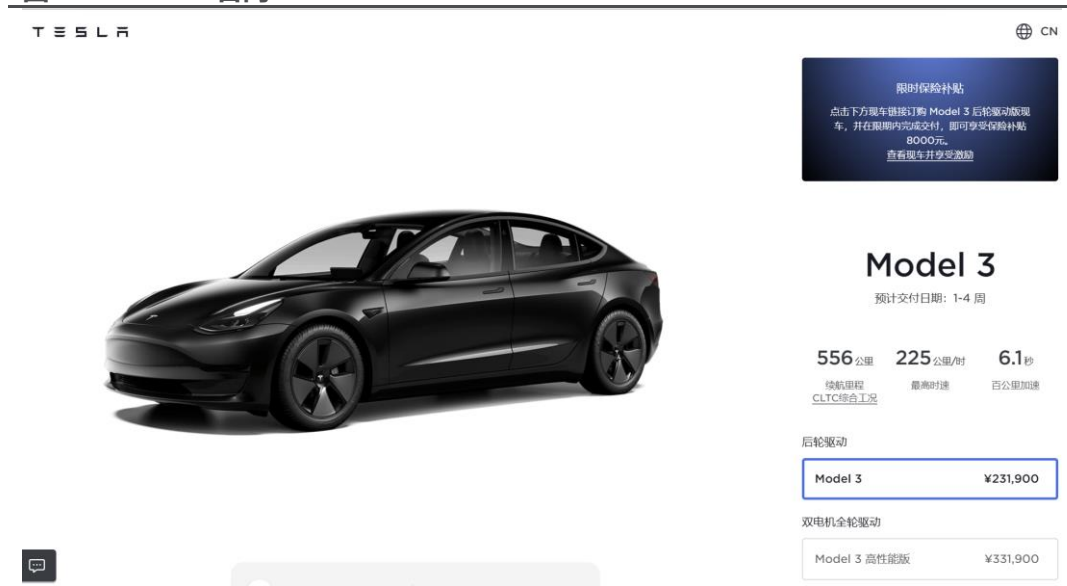 TESLA
CN
限时保险补贴
点击下方现车链接订购 Model 3 后轮驱动版现
车，并在限期内完成交付，即可享受保险补贴
8000元。
查看现车并享受激励
Model 3
预计交付日期：1-4 周
556公里 225公里/时 6.1秒
续航里程 最高时速 百公里加速
CLTC综合工况
后轮驱动
Model 3 ¥231,900
双电机全轮驱动
Model 3 高性能版 ¥331,900